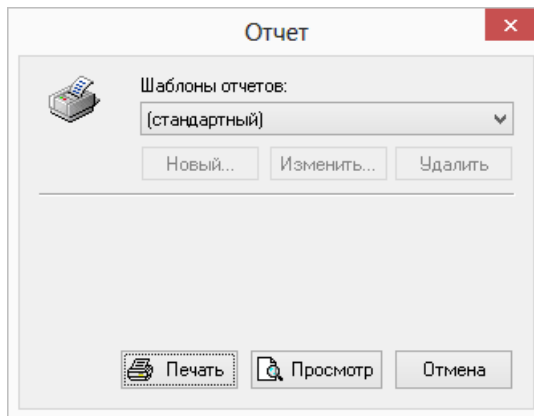 Отчет
Шаблоны отчетов:
(стандартный)
Новый... Изменить... Удалить
Печать Просмотр Отмена